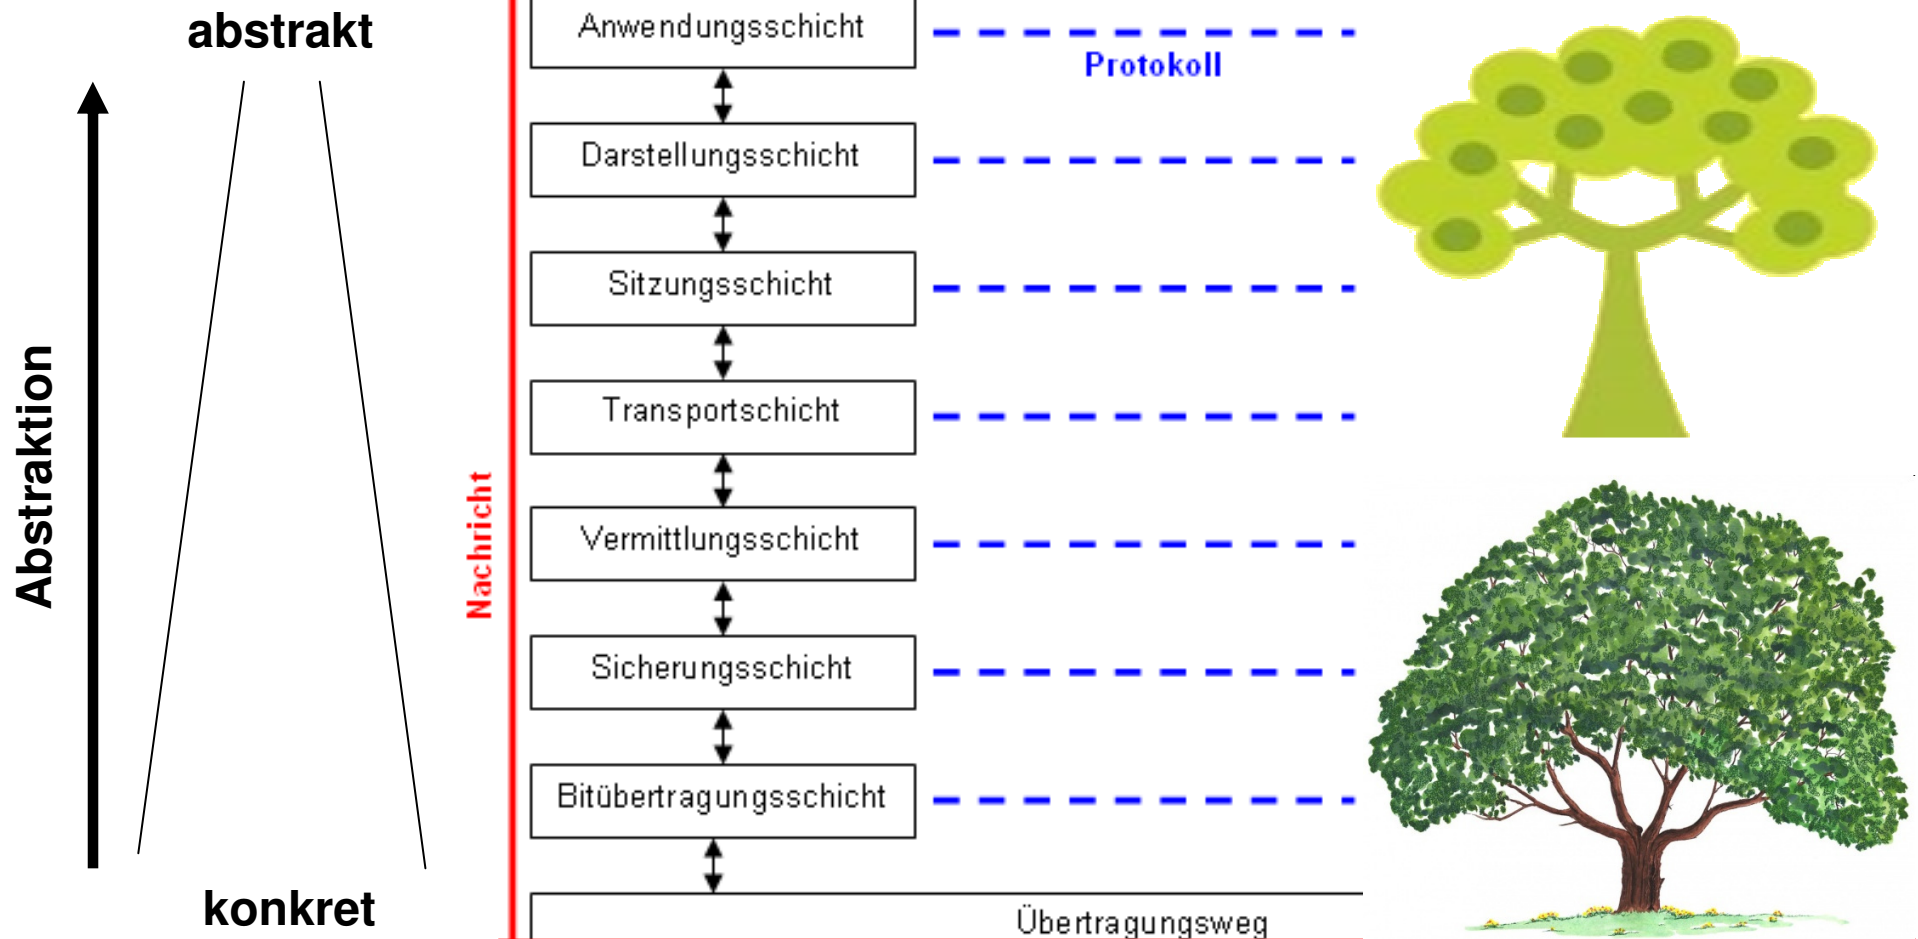 abstrakt
Abstraktion
konkret
Nachricht
Anwendungsschicht
Protokoll
Darstellungsschicht
Sitzungsschicht
Transportschicht
Vermittlungsschicht
Sicherungsschicht
Bitübertragungsschicht
Übertragungsweg